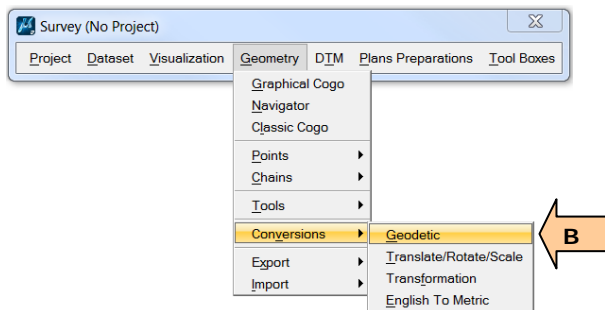 Survey (No Project)
Project Dataset Visualization Geometry DTM Plans Preparations Tool Boxes
Graphical Cogo
Navigator
Classic Cogo
Points
Chains
Tools
Conversions
Export
Import
Geodetic
Translate/Rotate/Scale
Transformation
English To Metric
B